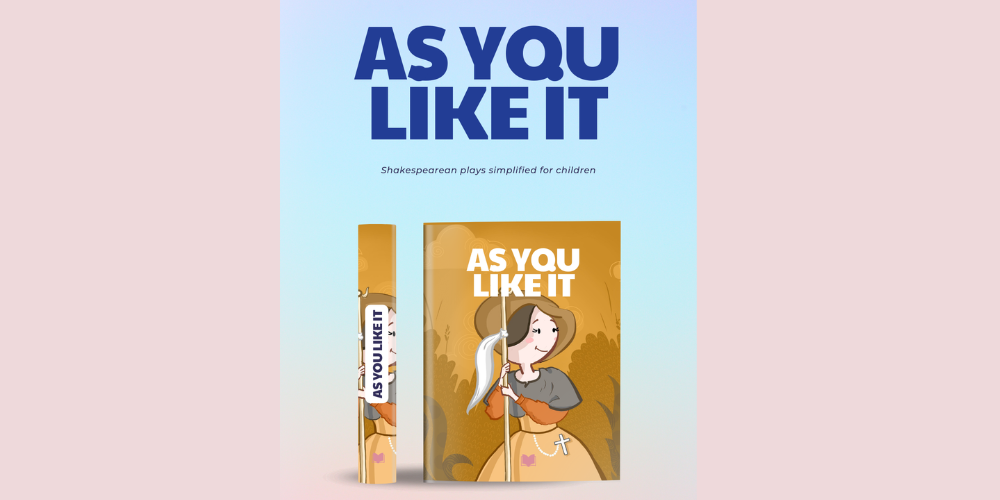 AS YOU
LIKE IT
Shakespearean plays simplified for children
AS YOU LIKE IT
AS YOU
LIKE IT